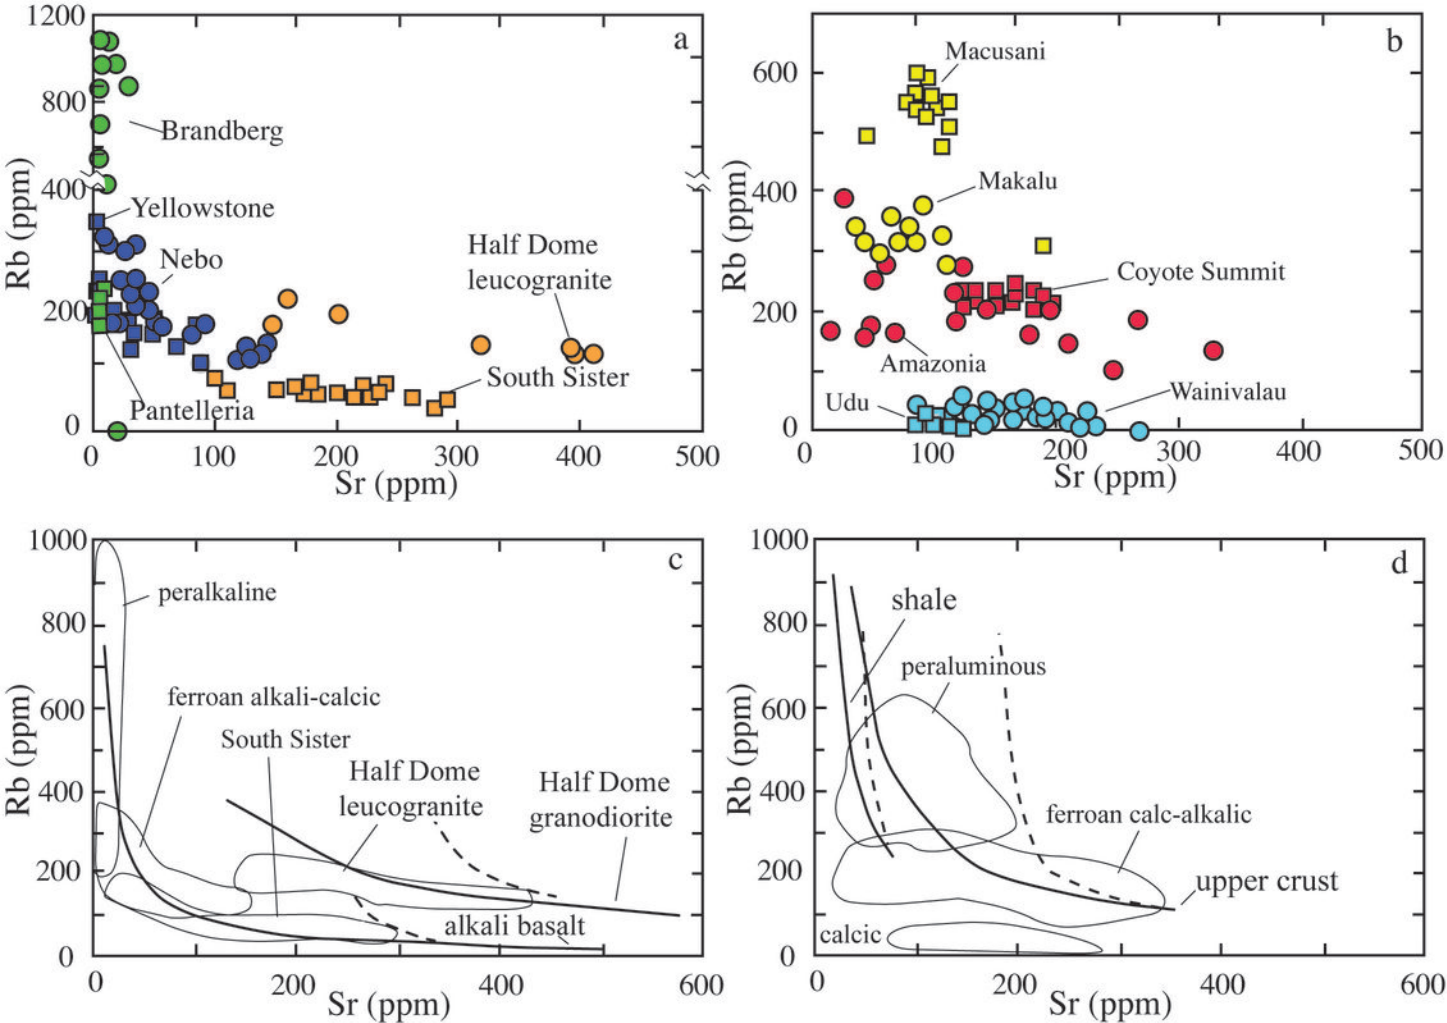 a
1200
800
400
200
0
Rb (ppm)
Brandberg
Yellowstone
Nebo
Half Dome
leucogranite
South Sister
Pantelleria
0 100 200 300 400 500
Sr (ppm)
b
600
400
200
0
Rb (ppm)
Macusani
Makalu
Coyote Summit
Amazonia
Udu
Wainivalau
0 100 200 300 400 500
Sr (ppm)
c
1000
800
600
400
200
0
Rb (ppm)
peralkaline
ferroan alkali-calcic
South Sister
Half Dome
leucogranite
Half Dome
granodiorite
alkali basalt
0 200 400 600
Sr (ppm)
d
1000
800
600
400
200
0
Rb (ppm)
shale
peraluminous
ferroan calc-alkalic
upper crust
calcic
0 200 400 600
Sr (ppm)